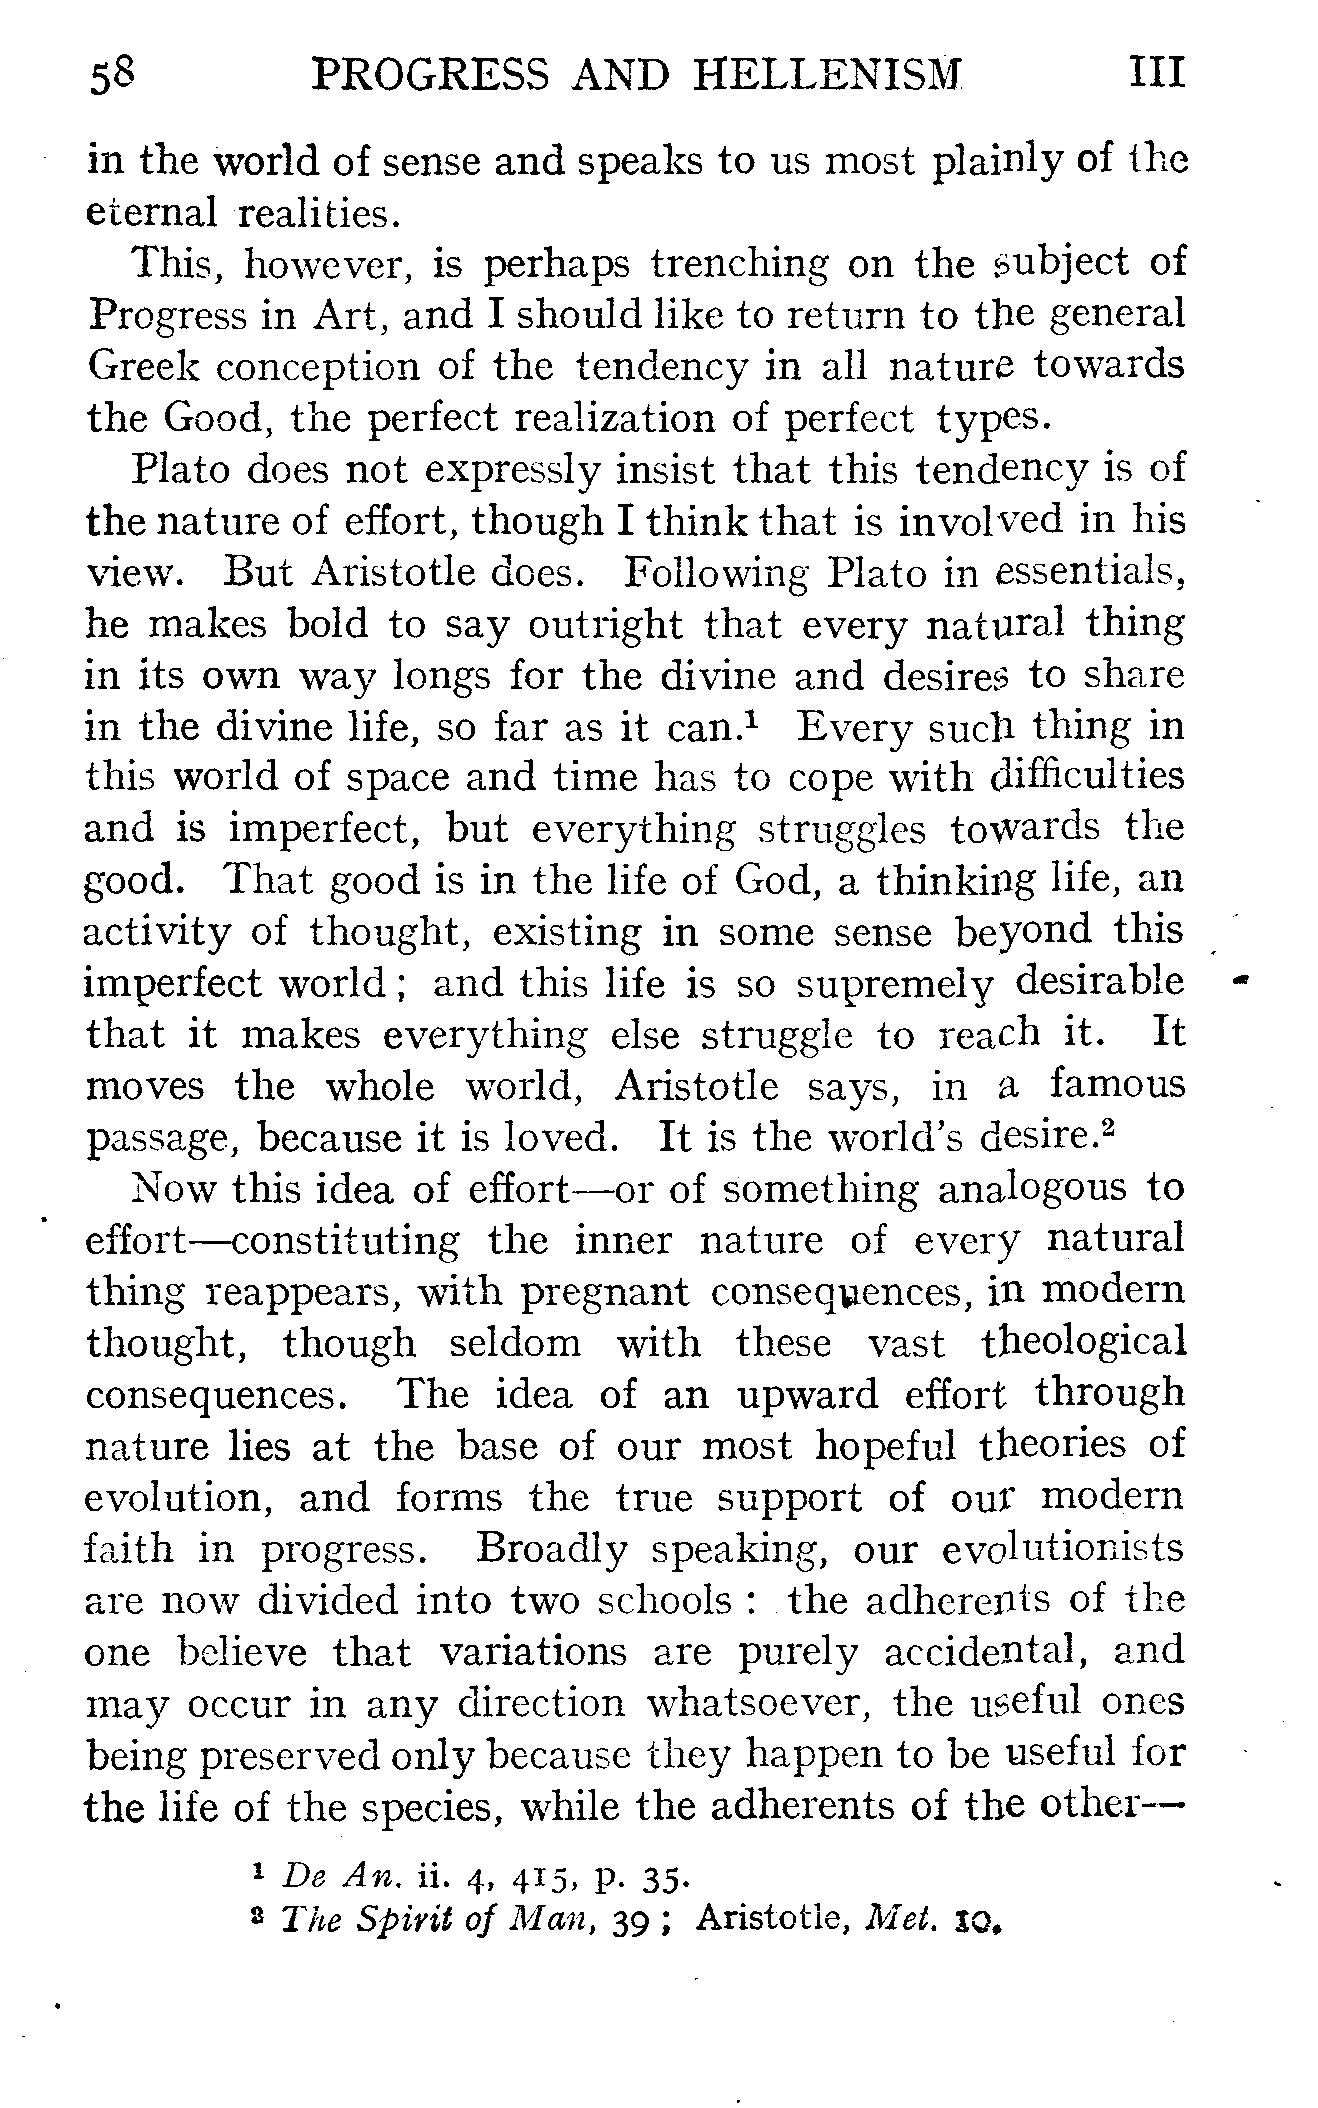 58 PROGRESS AND HELLENISM III
in the world of sense and speaks to us most plainly of the
eternal realities.
This, however, is perhaps trenching on the subject of
Progress in Art, and I should like to return to the general
Greek conception of the tendency in all nature towards
the Good, the perfect realization of perfect types.
Plato does not expressly insist that this tendency is of
the nature of effort, though I think that is involved in his
view. But Aristotle does. Following Plato in essentials,
he makes bold to say outright that every natural thing
in its own way longs for the divine and desires to share
in the divine life, so far as it can.¹ Every such thing in
this world of space and time has to cope with difficulties
and is imperfect, but everything struggles towards the
good. That good is in the life of God, a thinking life, an
activity of thought, existing in some sense beyond this
imperfect world ; and this life is so supremely desirable
that it makes everything else struggle to reach it. It
moves the whole world, Aristotle says, in a famous
passage, because it is loved. It is the world's desire.²
Now this idea of effort—or of something analogous to
effort—constituting the inner nature of every natural
thing reappears, with pregnant consequences, in modern
thought, though seldom with these vast theological
consequences. The idea of an upward effort through
nature lies at the base of our most hopeful theories of
evolution, and forms the true support of our modern
faith in progress. Broadly speaking, our evolutionists
are now divided into two schools : the adherents of the
one believe that variations are purely accidental, and
may occur in any direction whatsoever, the useful ones
being preserved only because they happen to be useful for
the life of the species, while the adherents of the other—
¹ De An. ii. 4, 415, p. 35.
² The Spirit of Man, 39 ; Aristotle, Met. 10.